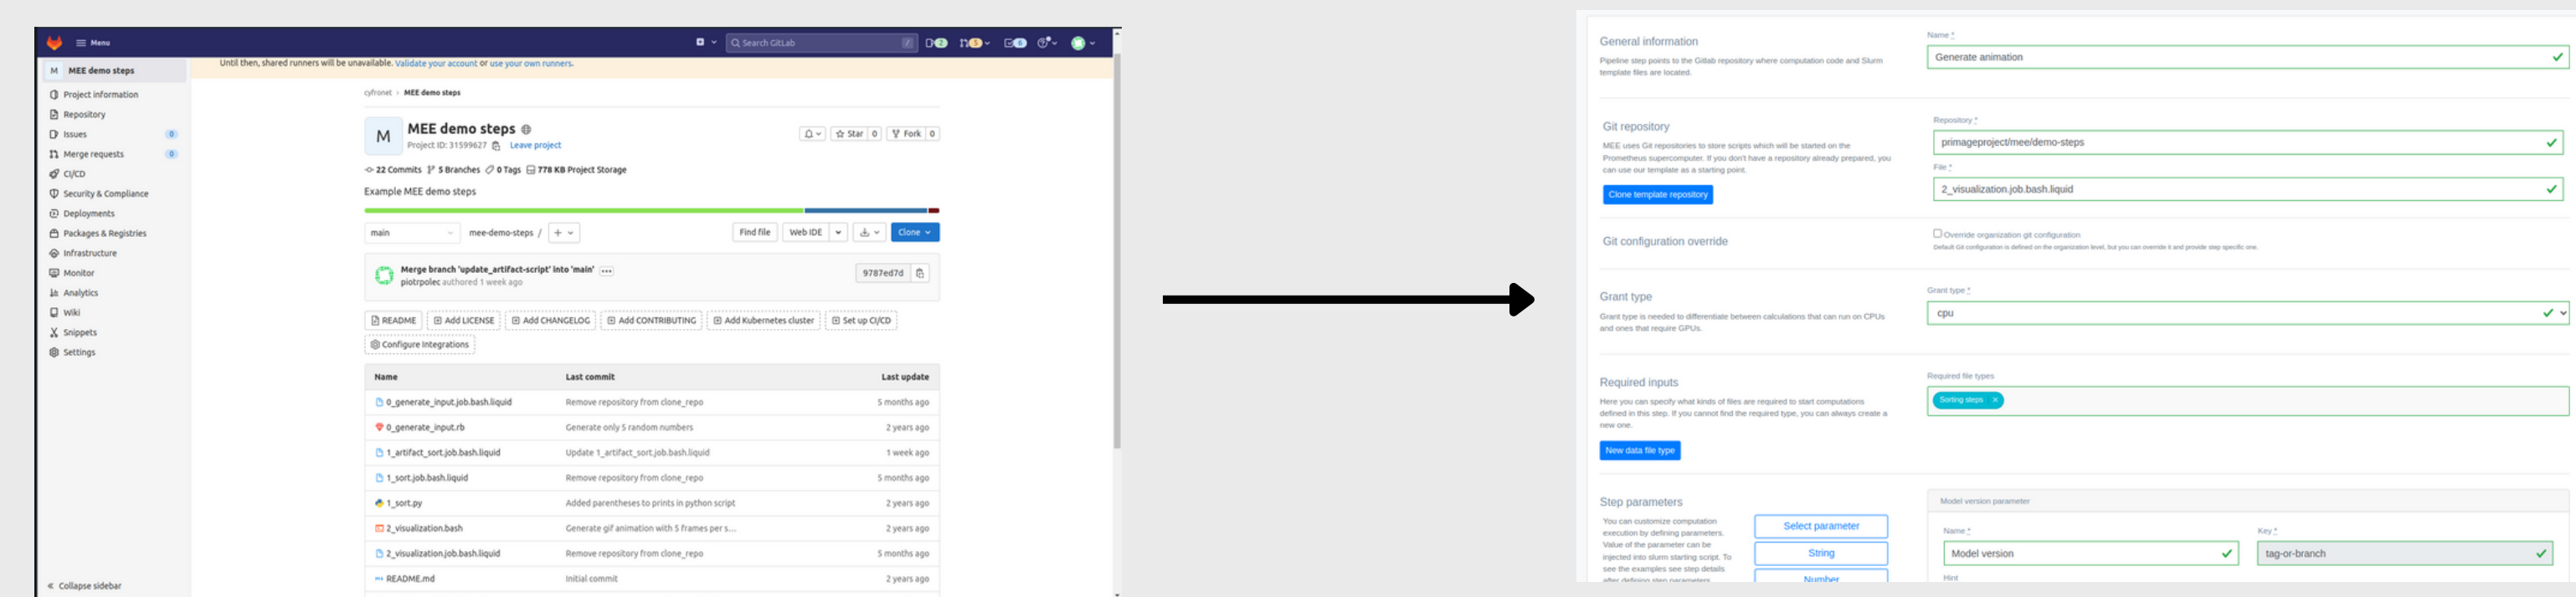 Menu
Search GitLab
/
2
5
6
M MEE demo steps
Project information
Repository
Issues 0
Merge requests 0
CI/CD
Security & Compliance
Deployments
Packages & Registries
Infrastructure
Monitor
Analytics
Wiki
Snippets
Settings
Collapse sidebar
Until then, shared runners will be unavailable. Validate your account or use your own runners.
cyfronet > MEE demo steps
M
MEE demo steps
Project ID: 31599627 Leave project
Star 0 Fork 0
22 Commits 5 Branches 0 Tags 778 KB Project Storage
Example MEE demo steps
main mee-demo-steps / +
Find file Web IDE Clone
Merge branch 'update_artifact-script' into 'main' ...
piotrpolec authored 1 week ago
9787ed7d
README Add LICENSE Add CHANGELOG Add CONTRIBUTING Add Kubernetes cluster Set up CI/CD
Configure Integrations
Name Last commit Last update
0_generate_input.job.bash.liquid Remove repository from clone_repo 5 months ago
0_generate_input.rb Generate only 5 random numbers 2 years ago
1_artifact_sort.job.bash.liquid Update 1_artifact_sort.job.bash.liquid 1 week ago
1_sort.job.bash.liquid Remove repository from clone_repo 5 months ago
1_sort.py Added parentheses to prints in python script 2 years ago
2_visualization.bash Generate gif animation with 5 frames per s... 2 years ago
2_visualization.job.bash.liquid Remove repository from clone_repo 5 months ago
README.md Initial commit 2 years ago
General information
Pipeline step points to the Gitlab repository where computation code and Slurm
template files are located.
Name *
Generate animation
Git repository
MEE uses Git repositories to store scripts which will be started on the
Prometheus supercomputer. If you don't have a repository already prepared, you
can use our template as a starting point.
Clone template repository
Repository *
primageproject/mee/demo-steps
File *
2_visualization.job.bash.liquid
Git configuration override
Override organization git configuration
Default Git configuration is defined on the organization level, but you can override it and provide step specific one.
Grant type
Grant type is needed to differentiate between calculations that can run on CPUs
and ones that require GPUs.
Grant type *
cpu
Required inputs
Here you can specify what kinds of files are required to start computations
defined in this step. If you cannot find the required type, you can always create a
new one.
New data file type
Required file types
Sorting steps ×
Step parameters
You can customize computation
execution by defining parameters.
Value of the parameter can be
injected into slurm starting script. To
see the examples see step details
after defining step parameters
Select parameter
String
Number
Model version parameter
Name *
Model version
Key *
tag-or-branch
Hint